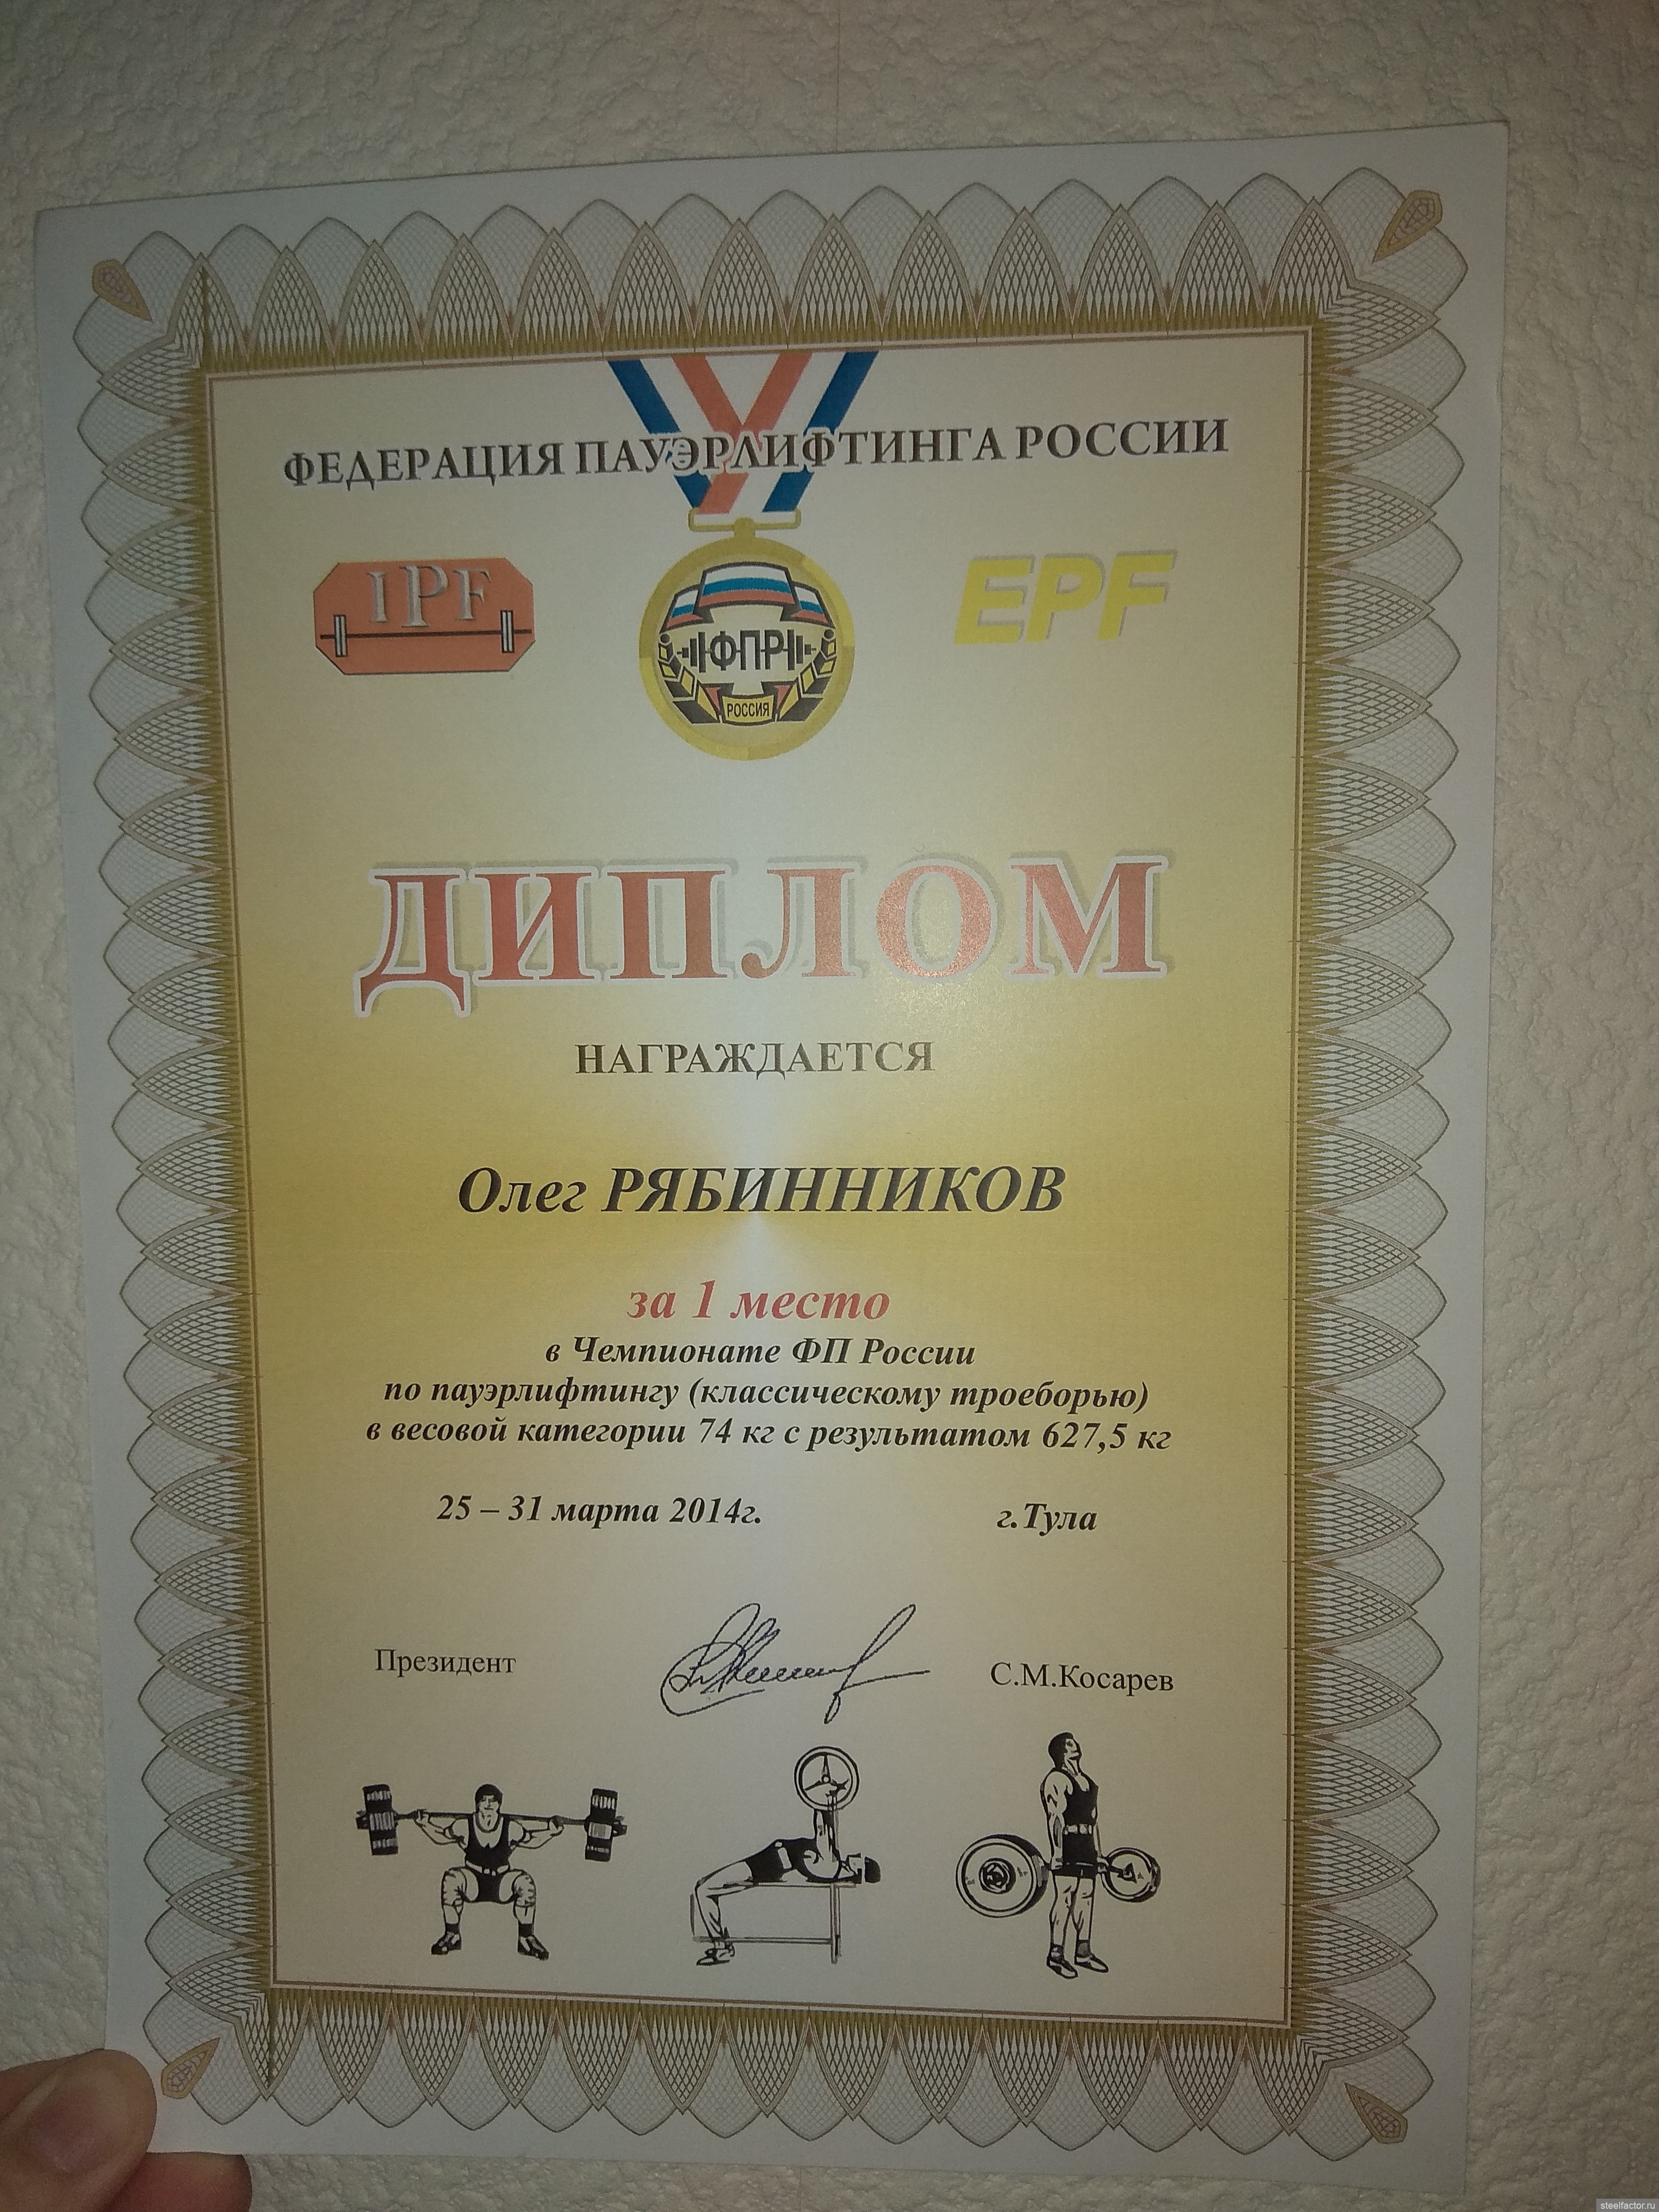 ФЕДЕРАЦИЯ ПАУЭРЛИФТИНГА РОССИИ
IPF
ФПР
РОССИЯ
EPF
ДИПЛОМ
НАГРАЖДАЕТСЯ
Олег РЯБИННИКОВ
за 1 место
в Чемпионате ФП России
по пауэрлифтингу (классическому троеборью)
в весовой категории 74 кг с результатом 627,5 кг
25 – 31 марта 2014г. г.Тула
Президент С.М.Косарев
steelfactor.ru